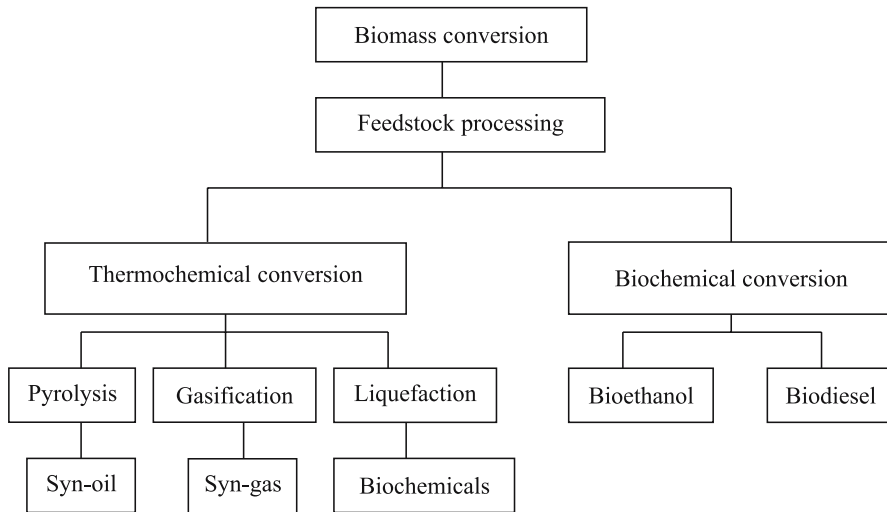 Biomass conversion
Feedstock processing
Thermochemical conversion
Biochemical conversion
Pyrolysis
Gasification
Liquefaction
Bioethanol
Biodiesel
Syn-oil
Syn-gas
Biochemicals